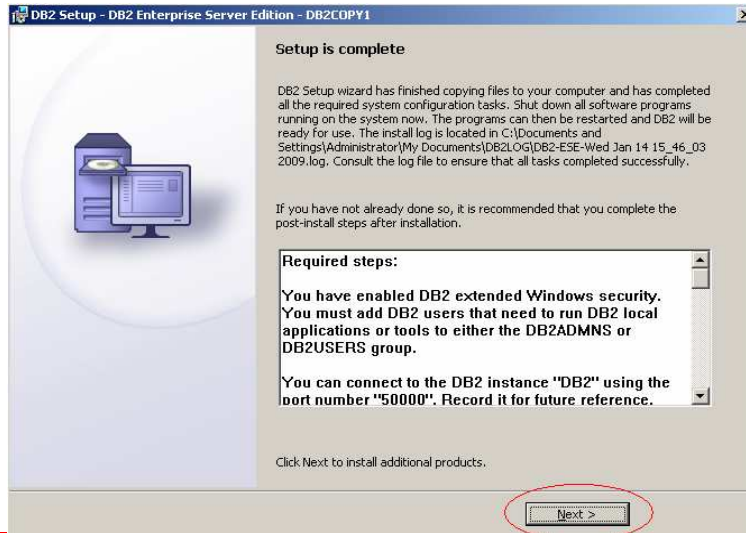 DB2 Setup - DB2 Enterprise Server Edition - DB2COPY1
Setup is complete
DB2 Setup wizard has finished copying files to your computer and has completed
all the required system configuration tasks. Shut down all software programs
running on the system now. The programs can then be restarted and DB2 will be
ready for use. The install log is located in C:\Documents and
Settings\Administrator\My Documents\DB2LOG\DB2-ESE-Wed Jan 14 15_46_03
2009.log. Consult the log file to ensure that all tasks completed successfully.
If you have not already done so, it is recommended that you complete the
post-install steps after installation.
Required steps:
You have enabled DB2 extended Windows security.
You must add DB2 users that need to run DB2 local
applications or tools to either the DB2ADMNS or
DB2USERS group.
You can connect to the DB2 instance "DB2" using the
port number "50000". Record it for future reference.
Click Next to install additional products.
Next >